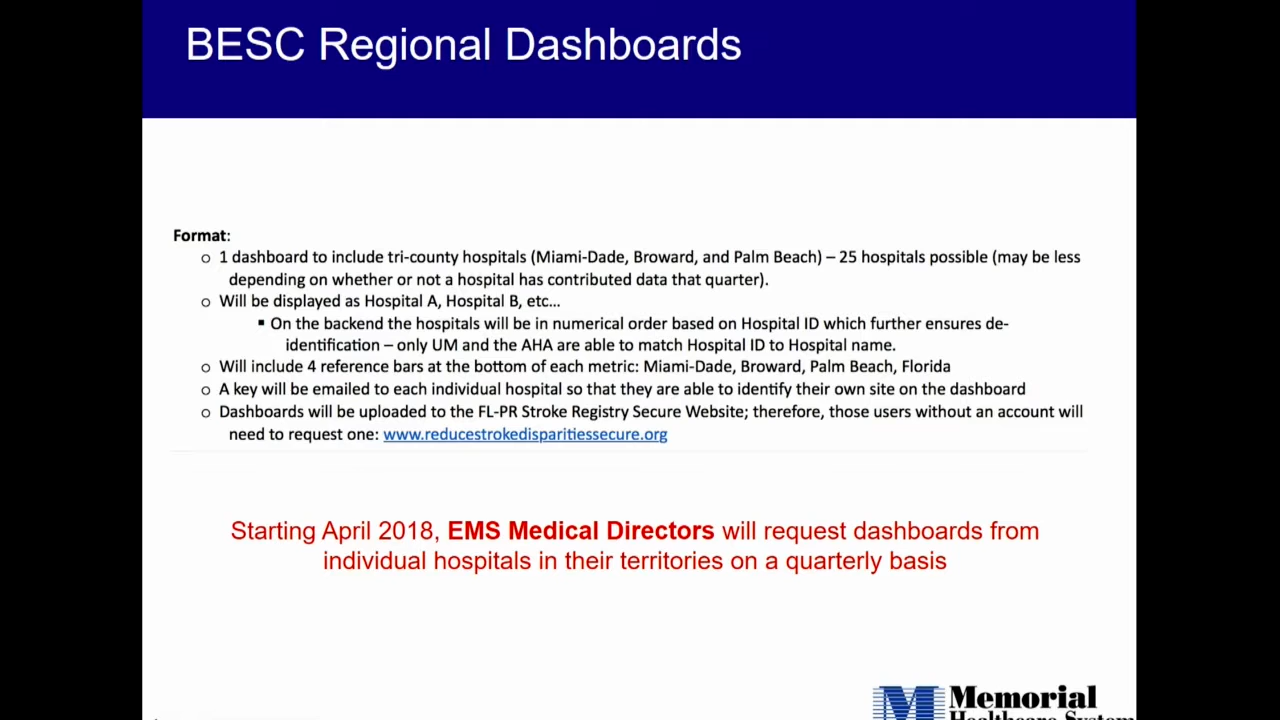 BESC Regional Dashboards
Format:
o 1 dashboard to include tri-county hospitals (Miami-Dade, Broward, and Palm Beach) – 25 hospitals possible (may be less
depending on whether or not a hospital has contributed data that quarter).
o Will be displayed as Hospital A, Hospital B, etc…
▪ On the backend the hospitals will be in numerical order based on Hospital ID which further ensures de-
identification – only UM and the AHA are able to match Hospital ID to Hospital name.
o Will include 4 reference bars at the bottom of each metric: Miami-Dade, Broward, Palm Beach, Florida
o A key will be emailed to each individual hospital so that they are able to identify their own site on the dashboard
o Dashboards will be uploaded to the FL-PR Stroke Registry Secure Website; therefore, those users without an account will
need to request one: www.reducestrokedisparitiessecure.org
Starting April 2018, EMS Medical Directors will request dashboards from
individual hospitals in their territories on a quarterly basis
Memorial
Healthcare System